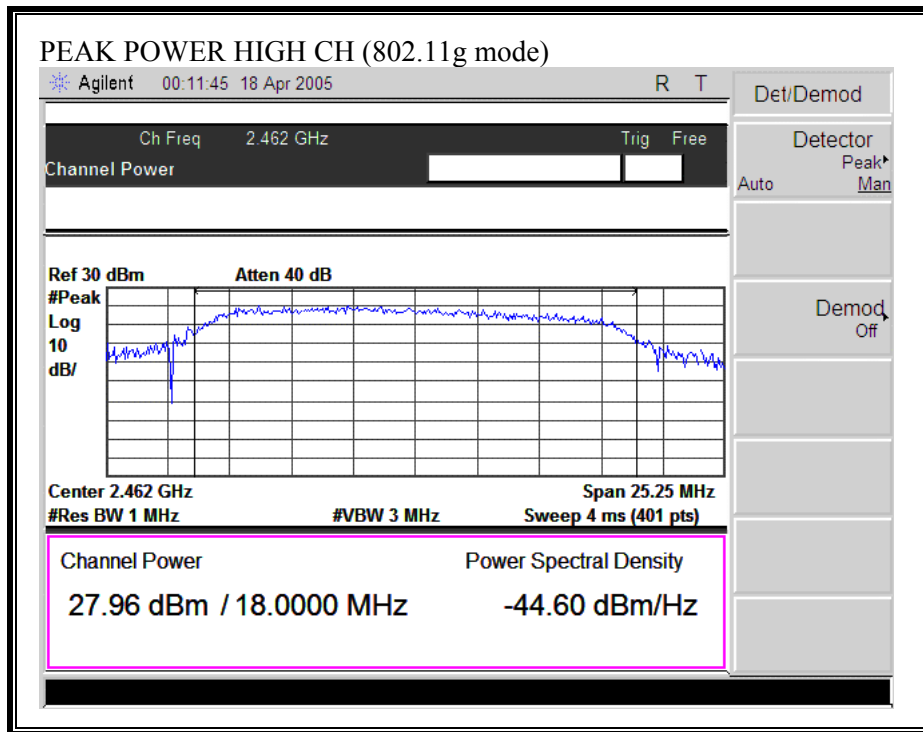 PEAK POWER HIGH CH (802.11g mode)
Agilent 00:11:45 18 Apr 2005 R T
Det/Demod
Ch Freq 2.462 GHz Trig Free
Channel Power
Detector
Peak
Auto Man
Ref 30 dBm Atten 40 dB
#Peak
Log
10
dB/
Demod
Off
Center 2.462 GHz Span 25.25 MHz
#Res BW 1 MHz #VBW 3 MHz Sweep 4 ms (401 pts)
Channel Power Power Spectral Density
27.96 dBm / 18.0000 MHz -44.60 dBm/Hz